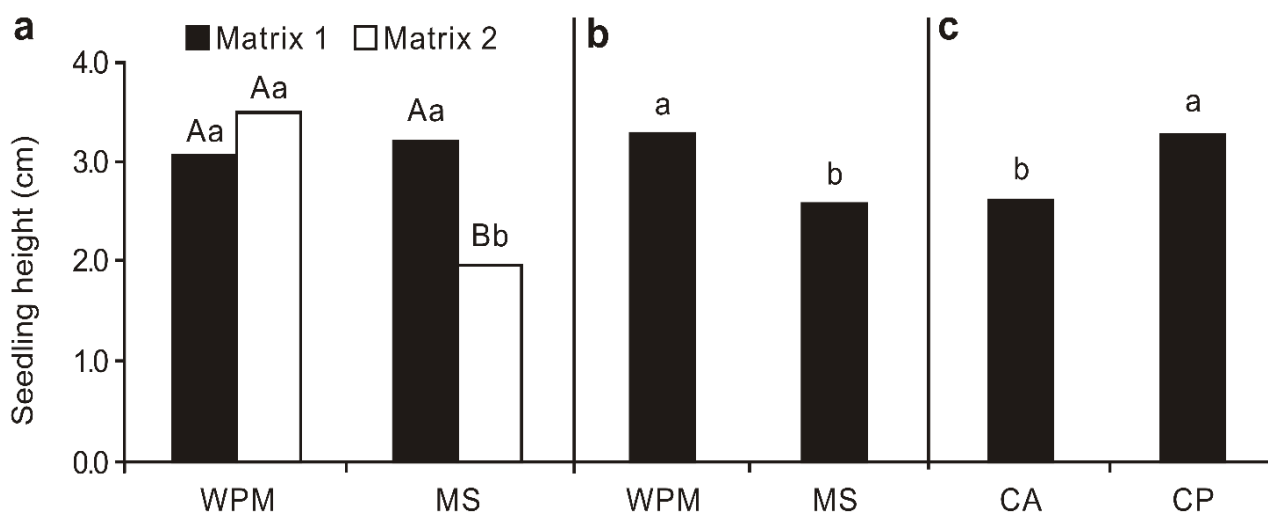 a
Matrix 1 Matrix 2
b
c
Seedling height (cm)
4.0
3.0
2.0
1.0
0.0
Aa
Aa
Aa
Bb
a
b
b
a
WPM MS WPM MS CA CP